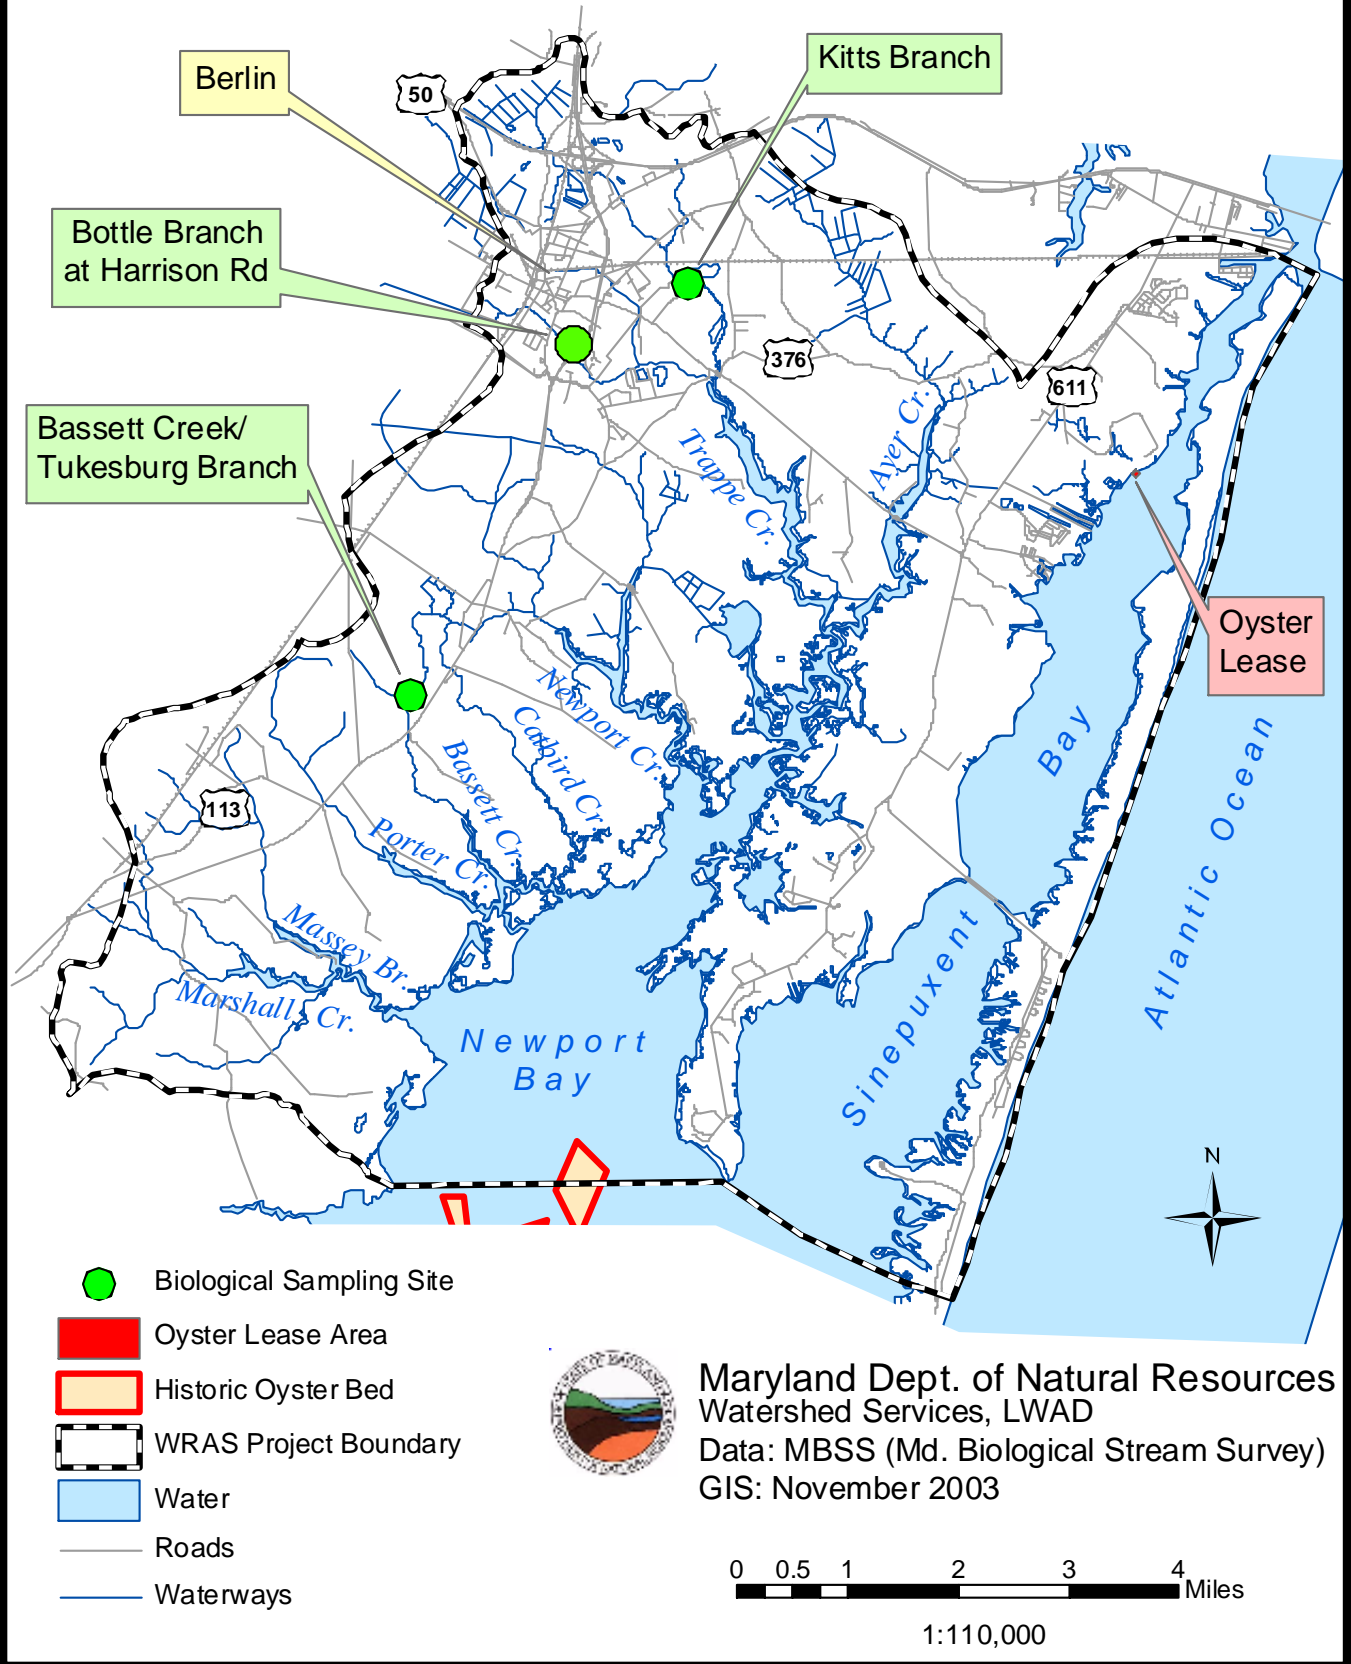 Kitts Branch
Berlin
50
Bottle Branch
at Harrison Rd
376
611
Bassett Creek/
Tukesburg Branch
Trappe Cr.
Ayer Cr.
Oyster
Lease
Newport Cr.
Catbird Cr.
Bassett Cr.
Porter Cr.
113
Massey Br.
Marshall Cr.
Newport
Bay
Sinepuxent
Bay
Atlantic Ocean
N
Biological Sampling Site
Oyster Lease Area
Historic Oyster Bed
WRAS Project Boundary
Water
Roads
Waterways
Maryland Dept. of Natural Resources
Watershed Services, LWAD
Data: MBSS (Md. Biological Stream Survey)
GIS: November 2003
0 0.5 1 2 3 4
Miles
1:110,000